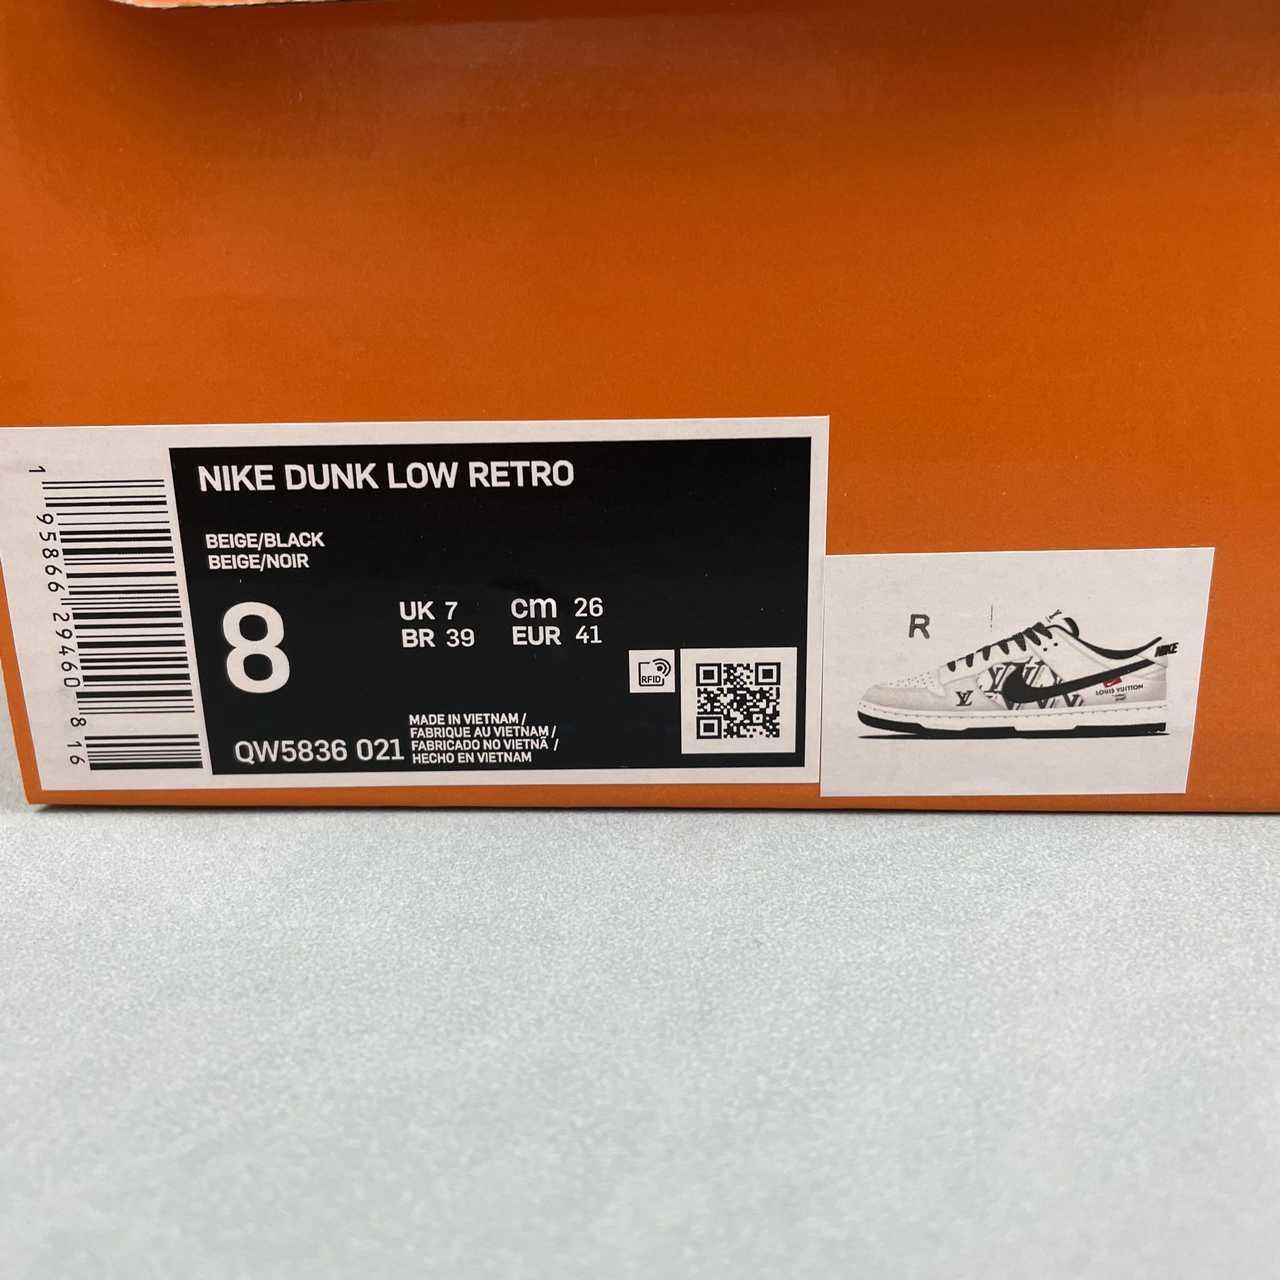 NIKE DUNK LOW RETRO
BEIGE/BLACK
BEIGE/NOIR
8
UK 7 cm 26
BR 39 EUR 41
RFID
QW5836 021
MADE IN VIETNAM /
FABRIQUE AU VIETNAM /
FABRICADO NO VIETNÃ /
HECHO EN VIETNAM
1 95866 29460 8 16
R
NIKE
LV
LOUIS VUITTON